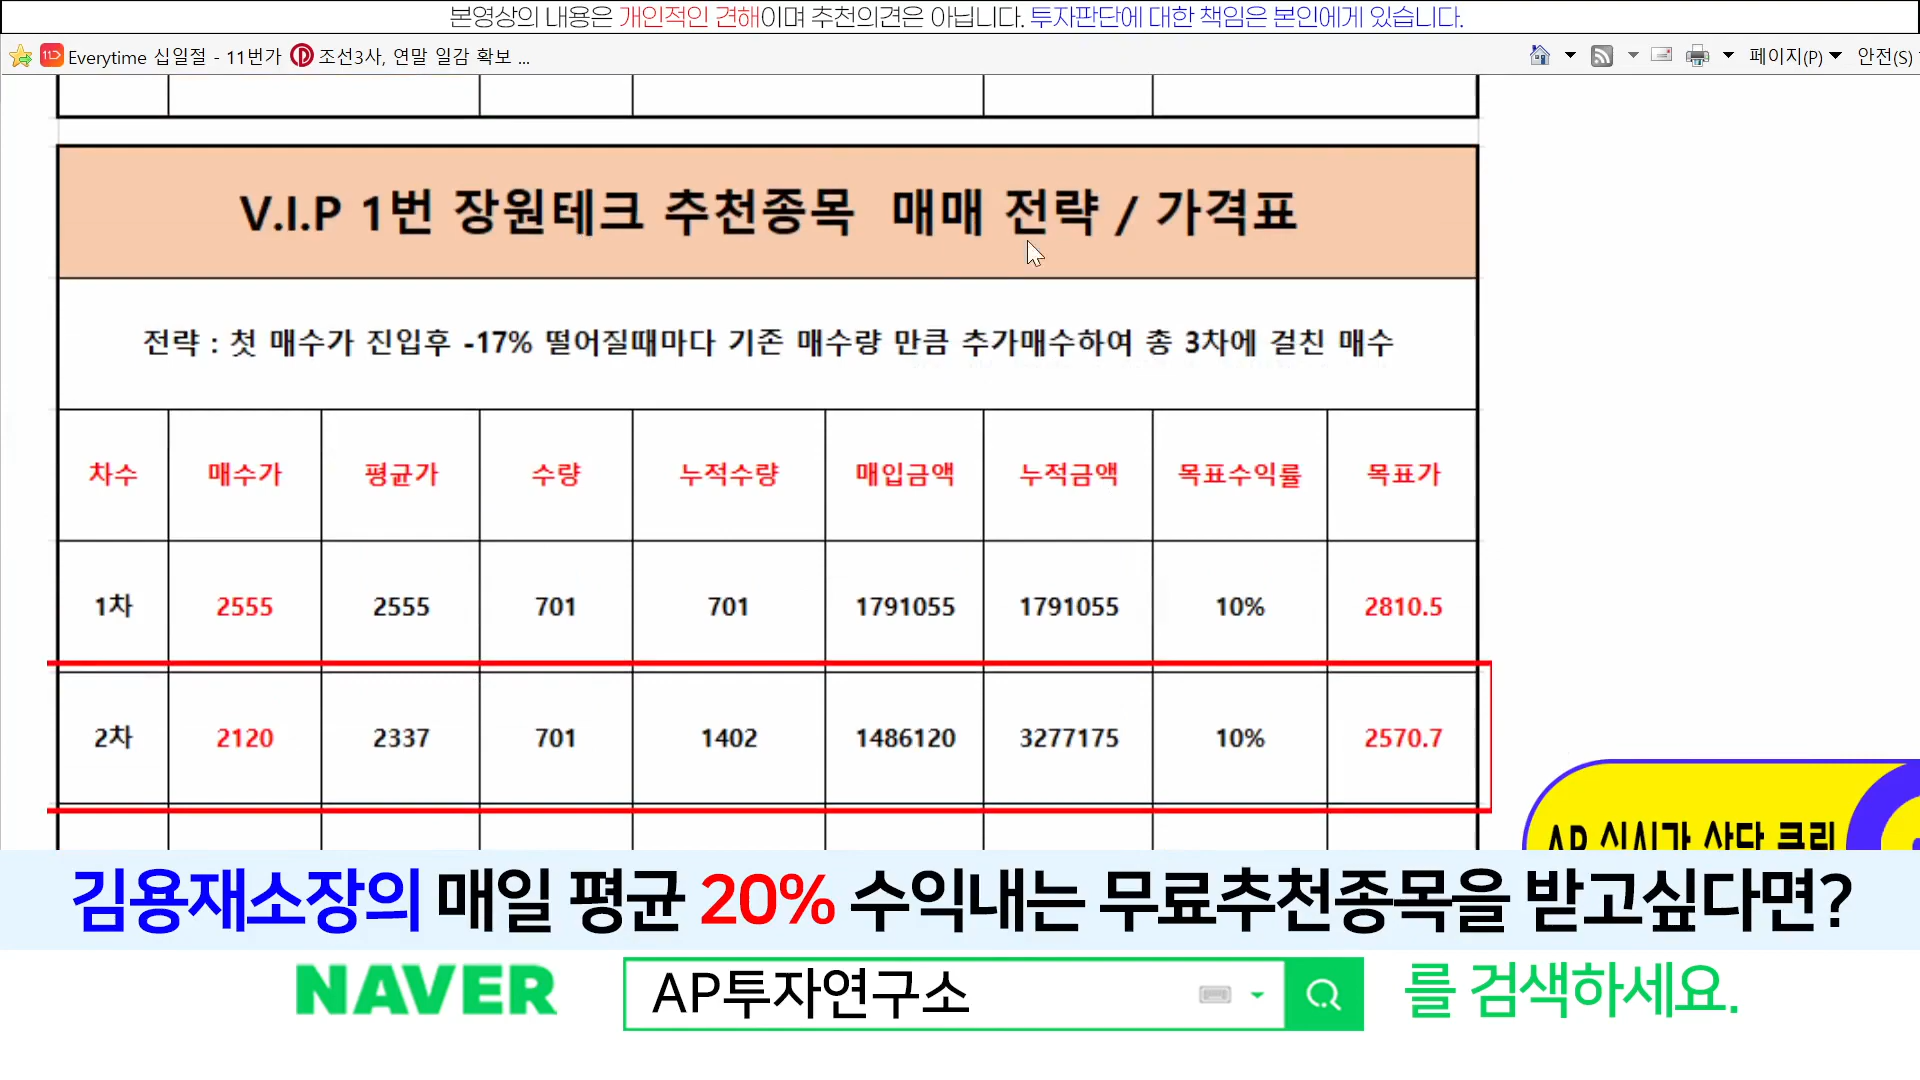 본영상의 내용은 개인적인 견해이며 추천의견은 아닙니다. 투자판단에 대한 책임은 본인에게 있습니다.
11 Everytime 십일절 - 11번가 조선3사, 연말 일감 확보 ... 페이지(P) 안전(S)
V.I.P 1번 장원테크 추천종목 매매 전략 / 가격표
전략 : 첫 매수가 진입후 -17% 떨어질때마다 기존 매수량 만큼 추가매수하여 총 3차에 걸친 매수
차수 매수가 평균가 수량 누적수량 매입금액 누적금액 목표수익률 목표가
1차 2555 2555 701 701 1791055 1791055 10% 2810.5
2차 2120 2337 701 1402 1486120 3277175 10% 2570.7
AP 실시간 상담 클릭
김용재소장의 매일 평균 20% 수익내는 무료추천종목을 받고싶다면?
NAVER AP투자연구소 를 검색하세요.